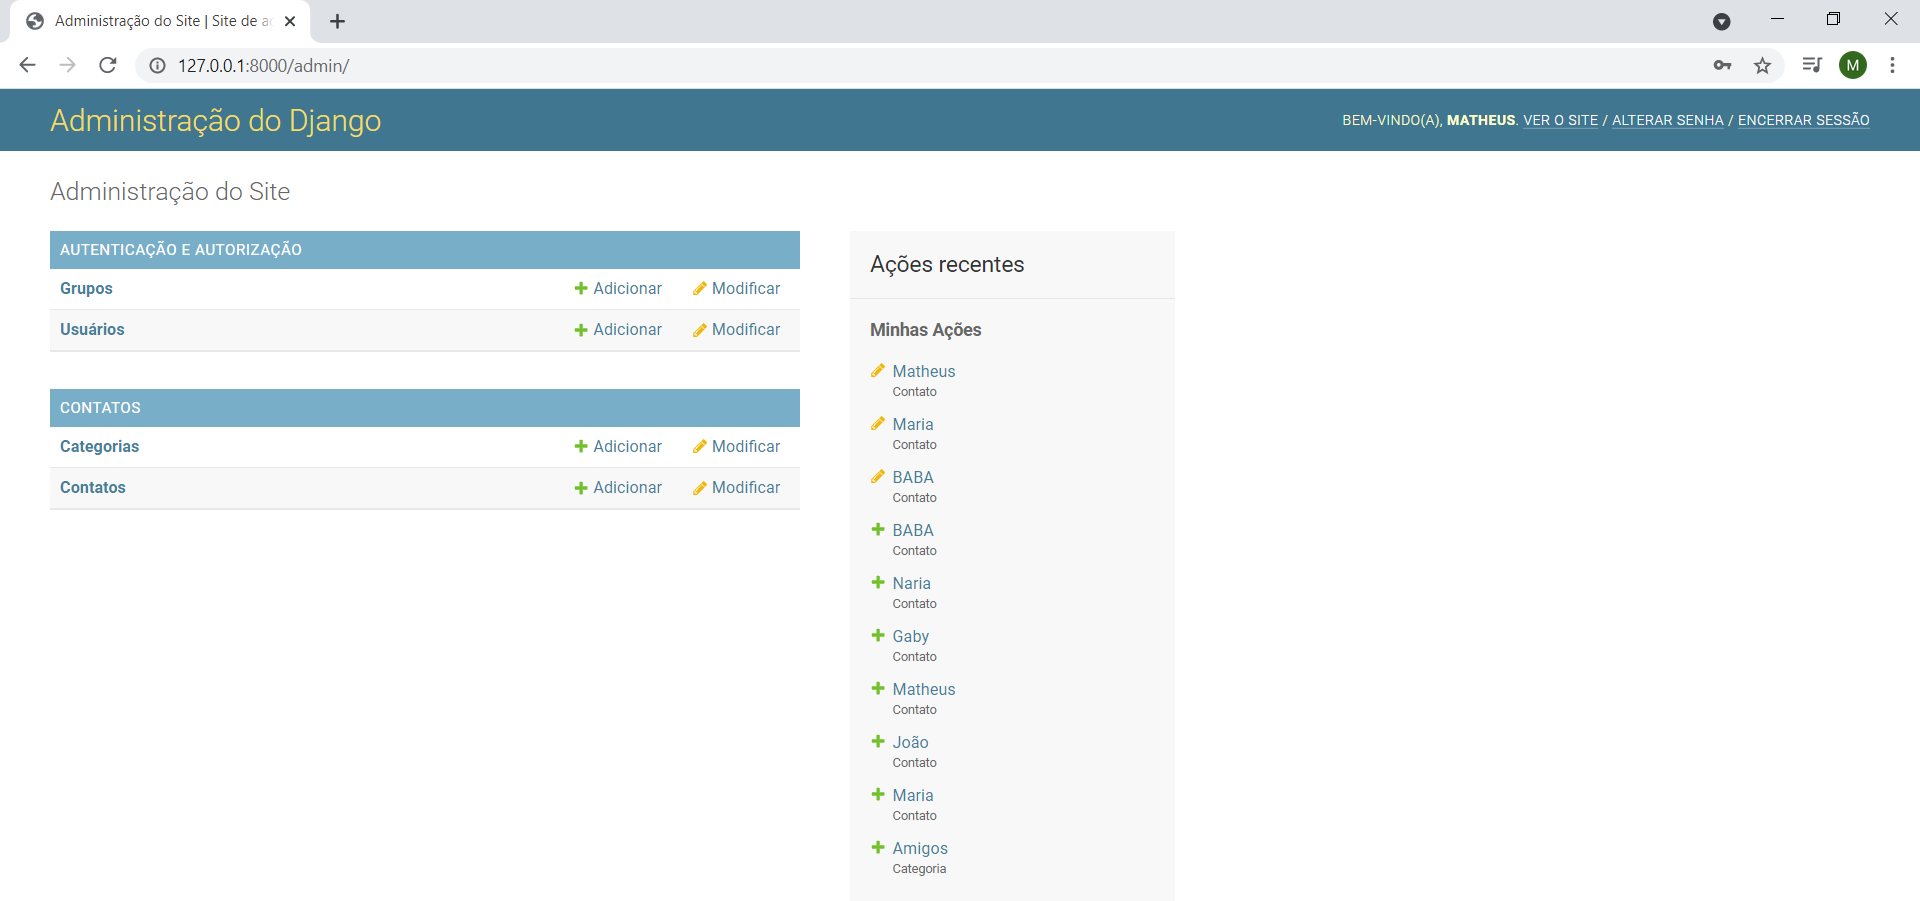 Administração do Site | Site de
127.0.0.1:8000/admin/
M
Administração do Django
BEM-VINDO(A), MATHEUS. VER O SITE / ALTERAR SENHA / ENCERRAR SESSÃO
Administração do Site
AUTENTICAÇÃO E AUTORIZAÇÃO
Grupos Adicionar Modificar
Usuários Adicionar Modificar
CONTATOS
Categorias Adicionar Modificar
Contatos Adicionar Modificar
Ações recentes
Minhas Ações
Matheus
Contato
Maria
Contato
BABA
Contato
BABA
Contato
Naria
Contato
Gaby
Contato
Matheus
Contato
João
Contato
Maria
Contato
Amigos
Categoria